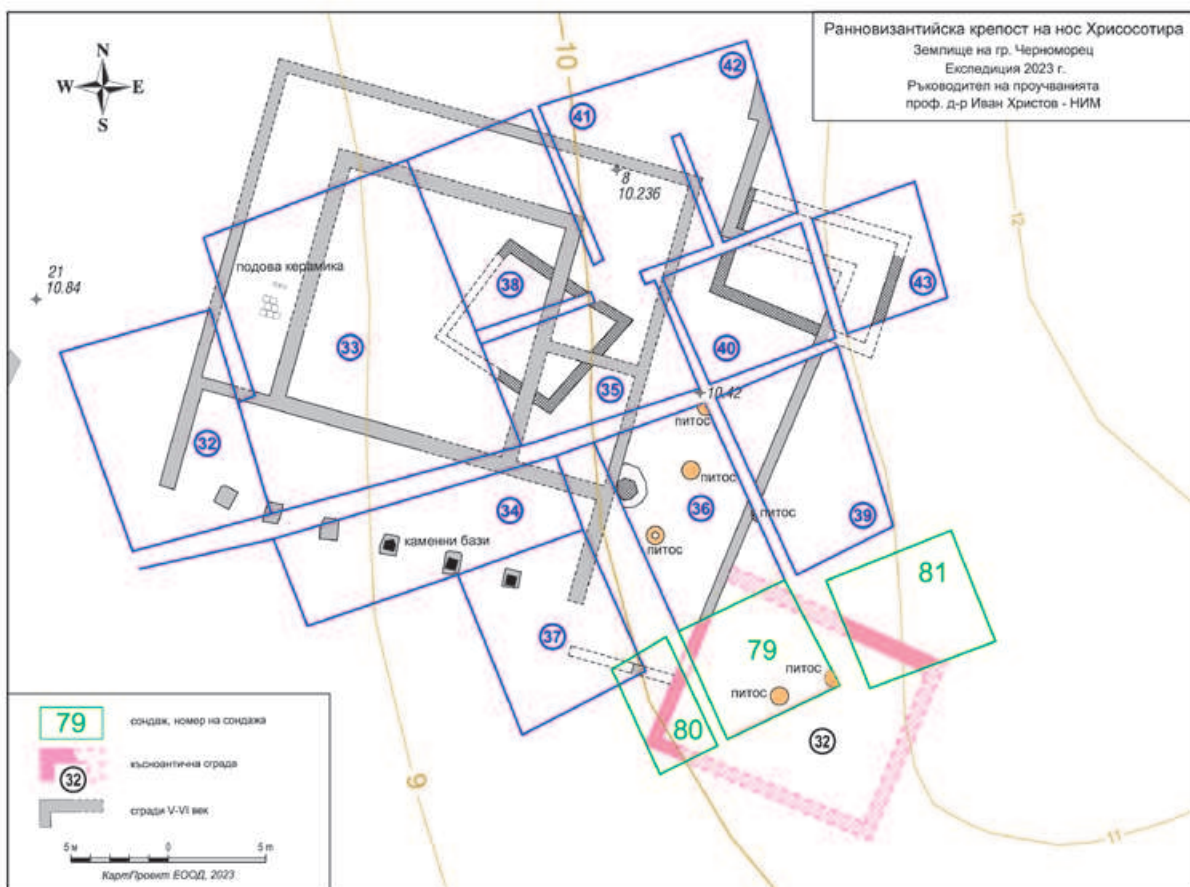 Ранновизантийска крепост на нос Хрисосотира
Землище на гр. Черноморец
Експедиция 2023 г.
Ръководител на проучванията
проф. д-р Иван Христов - НИМ
N
W E
S
10
42
41
8
10.236
12
подова керамика
21
10.84
38
43
33
40
35
10.42
питос
32
питос
36
34
питос
39
каменни бази
питос
81
37
79
питос
питос
80
32
9
11
79 сондаж, номер на сондажа
32 късноантична сграда
сгради V-VI век
5 м 0 5 m
КартПроект ЕООД, 2023